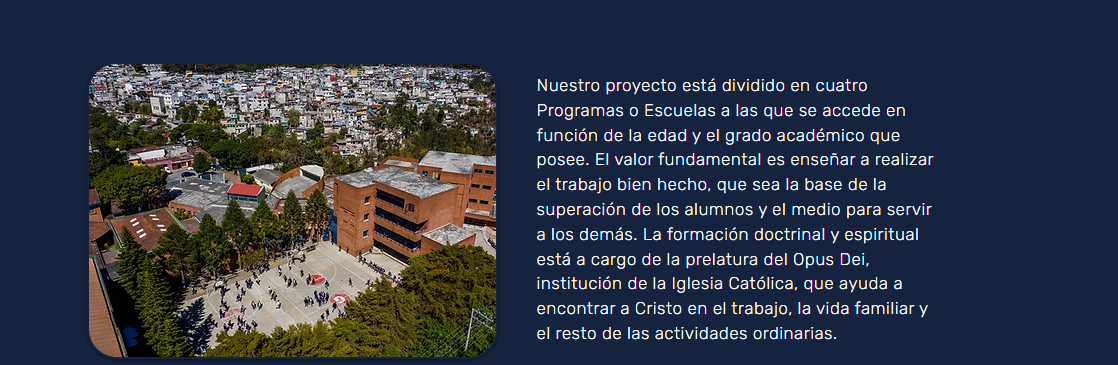 Nuestro proyecto está dividido en cuatro
Programas o Escuelas a las que se accede en
función de la edad y el grado académico que
posee. El valor fundamental es enseñar a realizar
el trabajo bien hecho, que sea la base de la
superación de los alumnos y el medio para servir
a los demás. La formación doctrinal y espiritual
está a cargo de la prelatura del Opus Dei,
institución de la Iglesia Católica, que ayuda a
encontrar a Cristo en el trabajo, la vida familiar y
el resto de las actividades ordinarias.